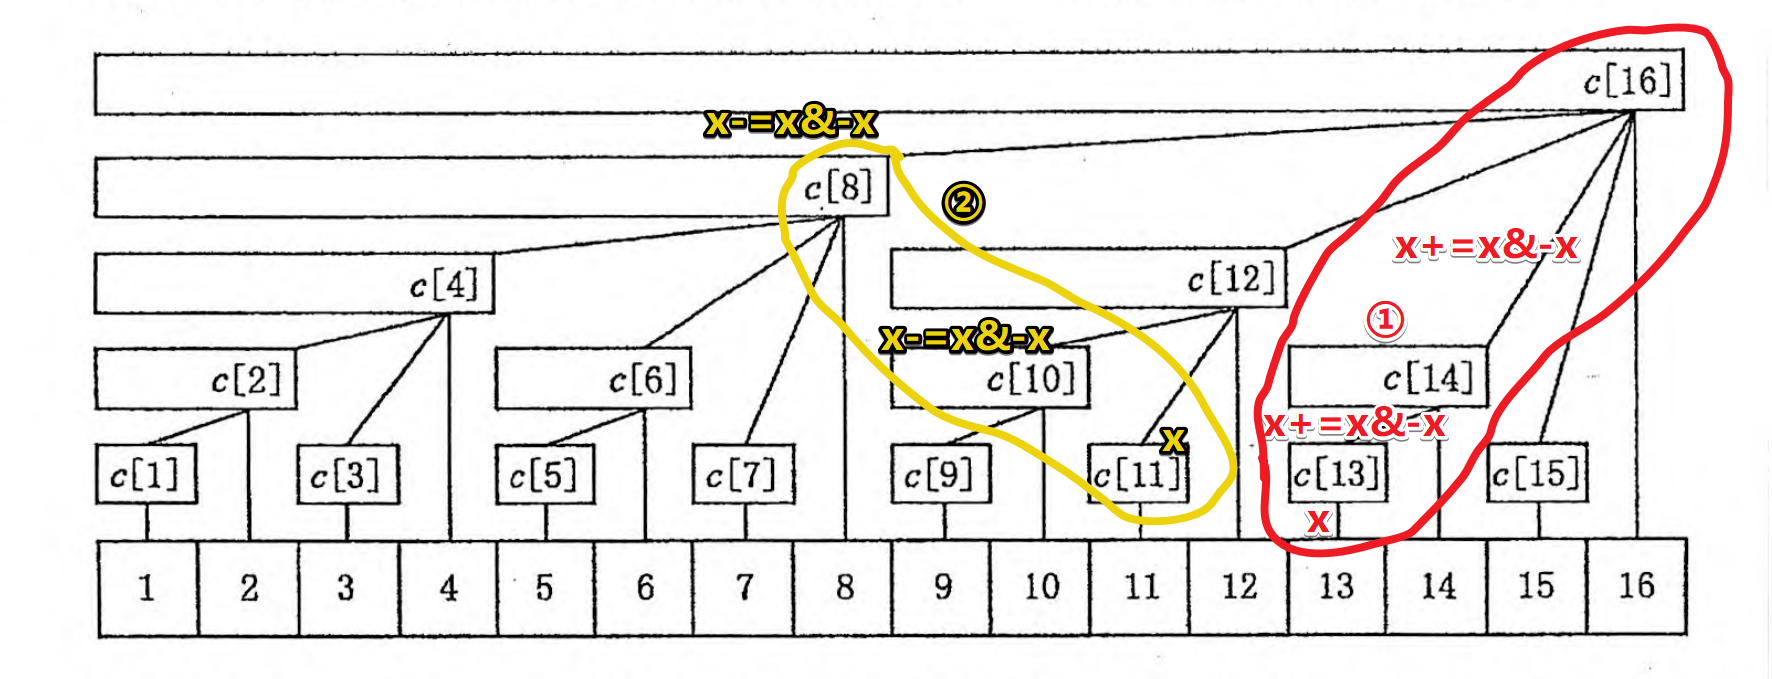 c[16]
x-=x&-x
c[8]
②
x+=x&-x
c[4]
c[12]
①
x-=x&-x
c[2]
c[6]
c[10]
c[14]
x+=x&-x
x
c[1]
c[3]
c[5]
c[7]
c[9]
c[11]
c[13]
c[15]
x
1 2 3 4 5 6 7 8 9 10 11 12 13 14 15 16